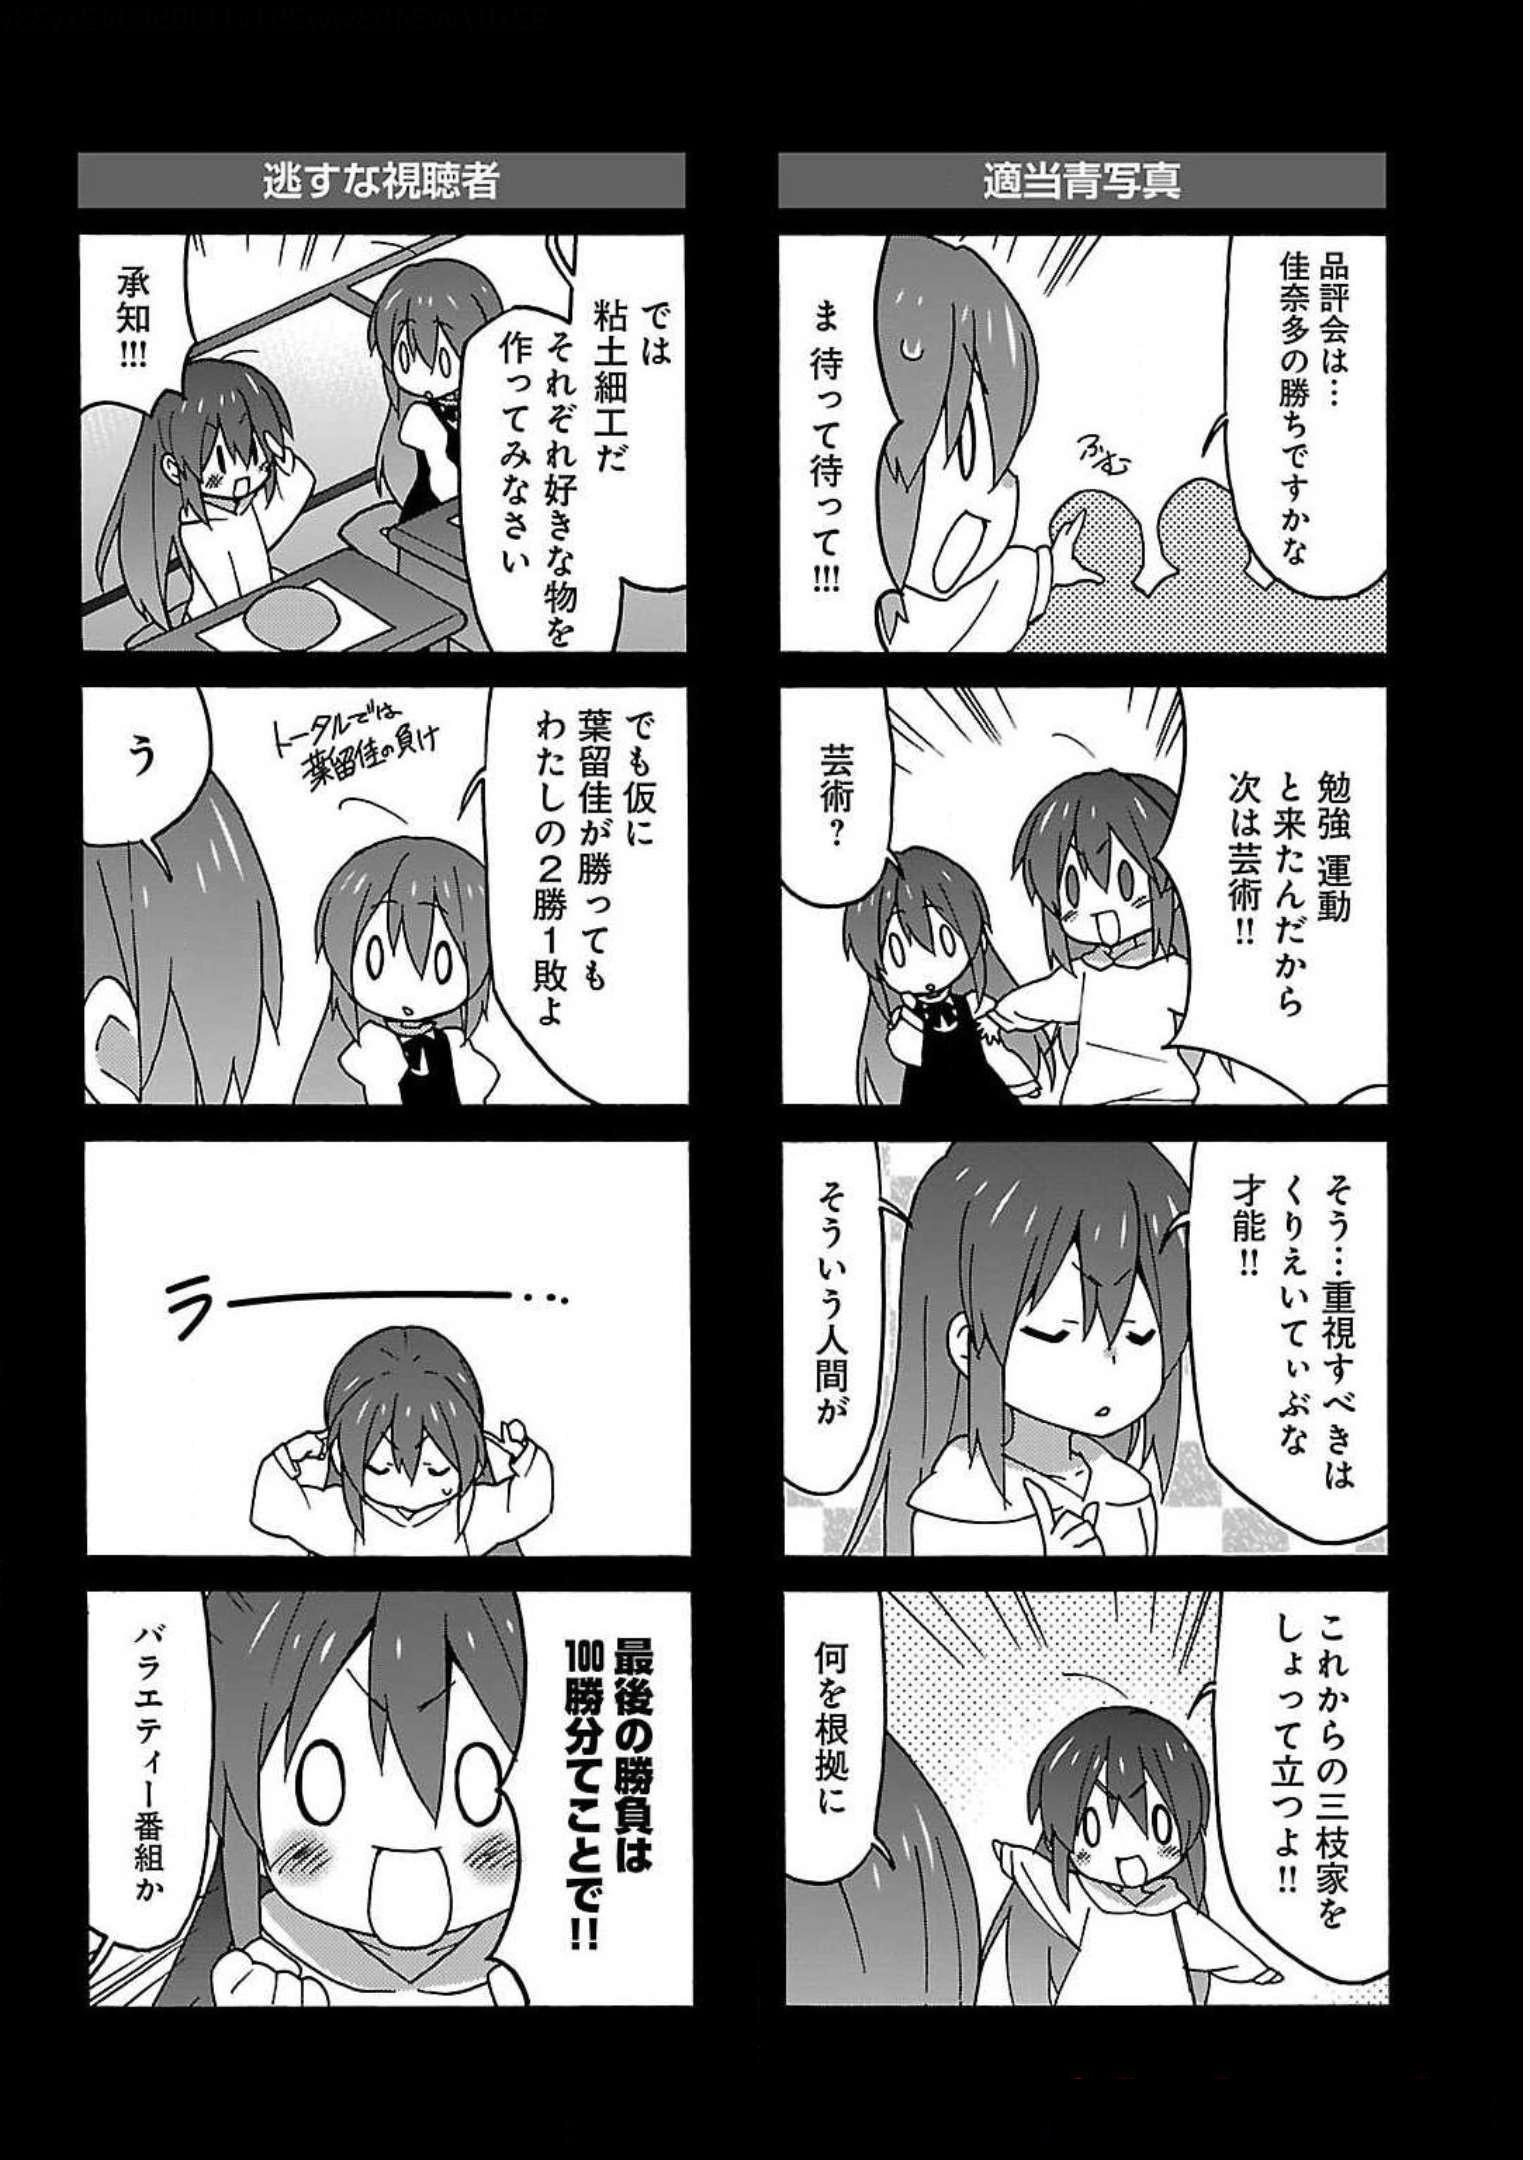 適当青写真
品評会は…
佳奈多の勝ちですかな
ふむ
ま 待って待って!!!
勉強 運動
と来たんだから
次は芸術!!
芸術？
そう…重視すべきは
くりえいてぃぶな
才能!!
そういう人間が
これからの三枝家を
しょって立つよ!!
何を根拠に
逃すな視聴者
では
粘土細工だ
それぞれ好きな物を
作ってみなさい
承知!!!
でも仮に
葉留佳が勝っても
わたしの2勝1敗よ
トータルでは
葉留佳の負け
う
ラー…
最後の勝負は
100勝分てことで!!
バラエティー番組か